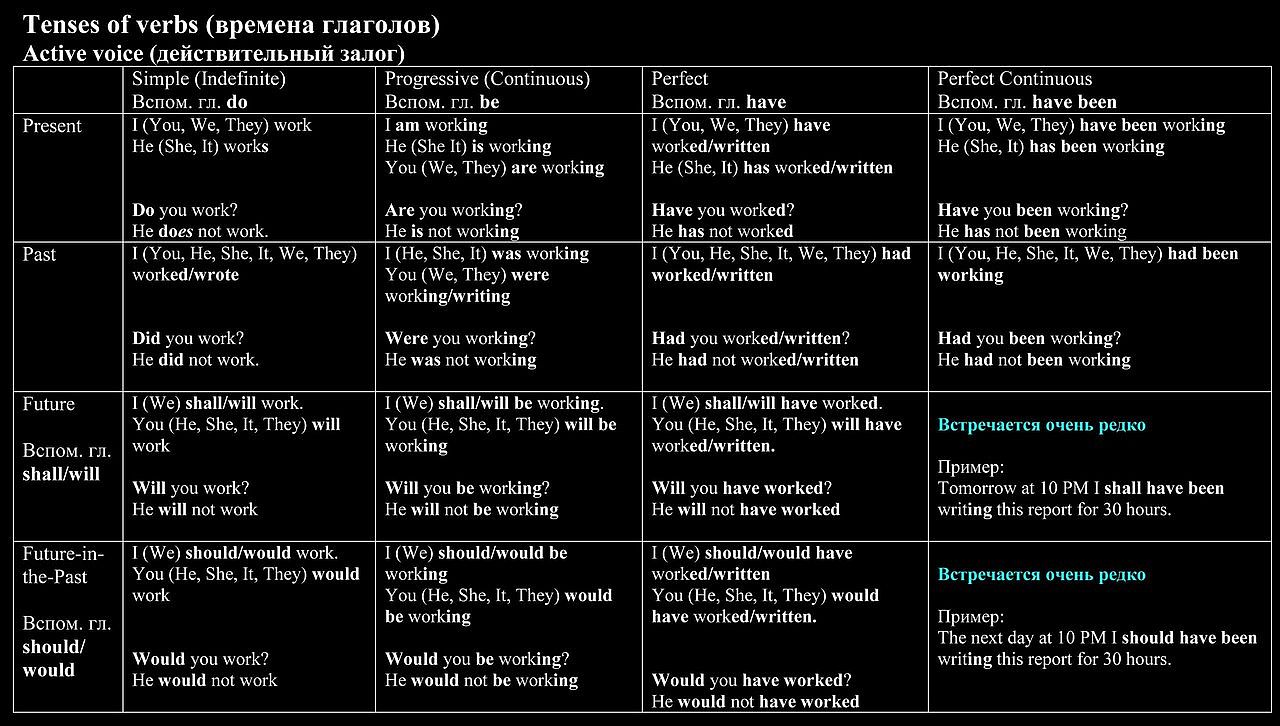 Tenses of verbs (времена глаголов)
Active voice (действительный залог)
Simple (Indefinite)
Вспом. гл. do
Progressive (Continuous)
Вспом. гл. be
Perfect
Вспом. гл. have
Perfect Continuous
Вспом. гл. have been
Present
I (You, We, They) work
He (She, It) works
Do you work?
He does not work.
I am working
He (She It) is working
You (We, They) are working
Are you working?
He is not working
I (You, We, They) have
worked/written
He (She, It) has worked/written
Have you worked?
He has not worked
I (You, We, They) have been working
He (She, It) has been working
Have you been working?
He has not been working
Past
I (You, He, She, It, We, They)
worked/wrote
Did you work?
He did not work.
I (He, She, It) was working
You (We, They) were
working/writing
Were you working?
He was not working
I (You, He, She, It, We, They) had
worked/written
Had you worked/written?
He had not worked/written
I (You, He, She, It, We, They) had been
working
Had you been working?
He had not been working
Future
Вспом. гл.
shall/will
I (We) shall/will work.
You (He, She, It, They) will
work
Will you work?
He will not work
I (We) shall/will be working.
You (He, She, It, They) will be
working
Will you be working?
He will not be working
I (We) shall/will have worked.
You (He, She, It, They) will have
worked/written.
Will you have worked?
He will not have worked
Встречается очень редко
Пример:
Tomorrow at 10 PM I shall have been
writing this report for 30 hours.
Future-in-
the-Past
Вспом. гл.
should/
would
I (We) should/would work.
You (He, She, It, They) would
work
Would you work?
He would not work
I (We) should/would be
working
You (He, She, It, They) would
be working
Would you be working?
He would not be working
I (We) should/would have
worked/written
You (He, She, It, They) would
have worked/written.
Would you have worked?
He would not have worked
Встречается очень редко
Пример:
The next day at 10 PM I should have been
writing this report for 30 hours.